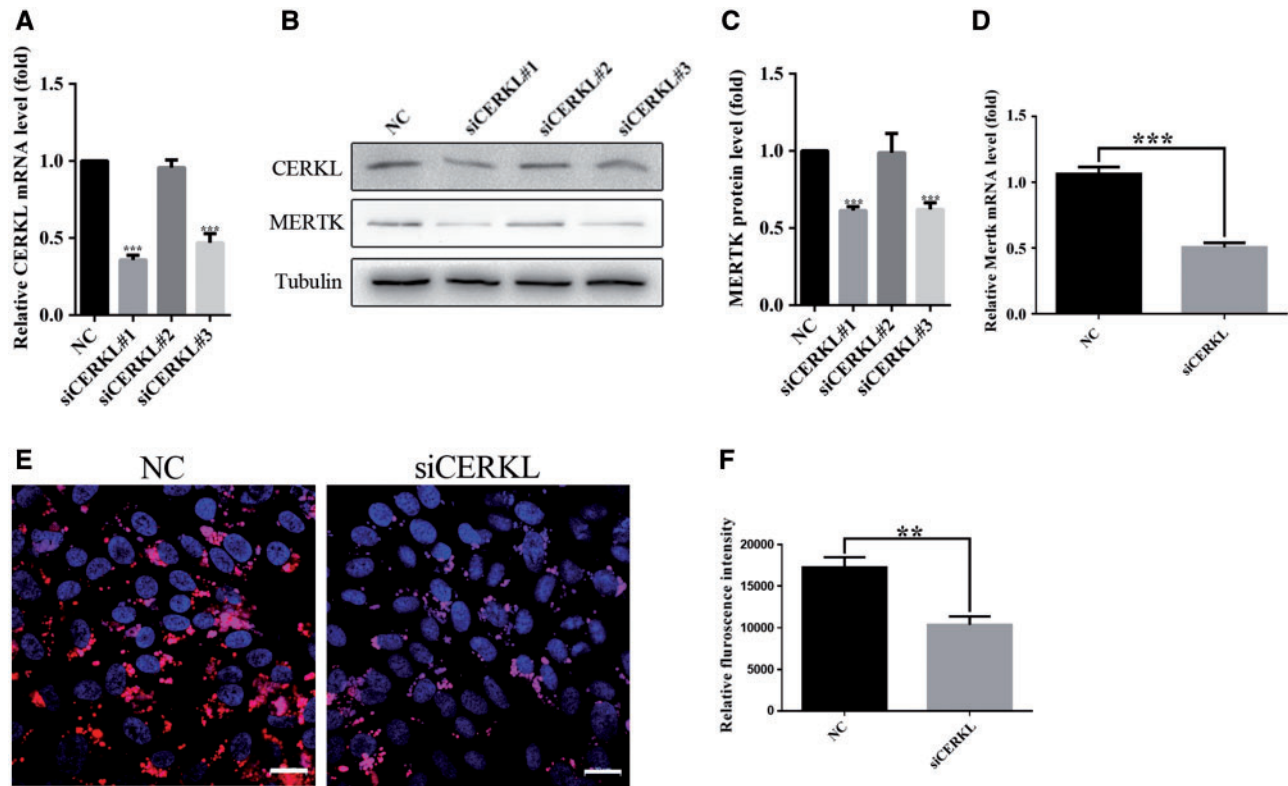 A
Relative CERKL mRNA level (fold)
1.5
1.0
0.5
0.0
***
***
NC
siCERKL#1
siCERKL#2
siCERKL#3
B
NC
siCERKL#1
siCERKL#2
siCERKL#3
CERKL
MERTK
Tubulin
C
MERTK protein level (fold)
1.5
1.0
0.5
0.0
***
***
NC
siCERKL#1
siCERKL#2
siCERKL#3
D
Relative Mertk mRNA level (fold)
1.5
1.0
0.5
0.0
***
NC
siCERKL
E
NC
siCERKL
F
Relative fluroscence intensity
20000
15000
10000
5000
0
**
NC
siCERKL